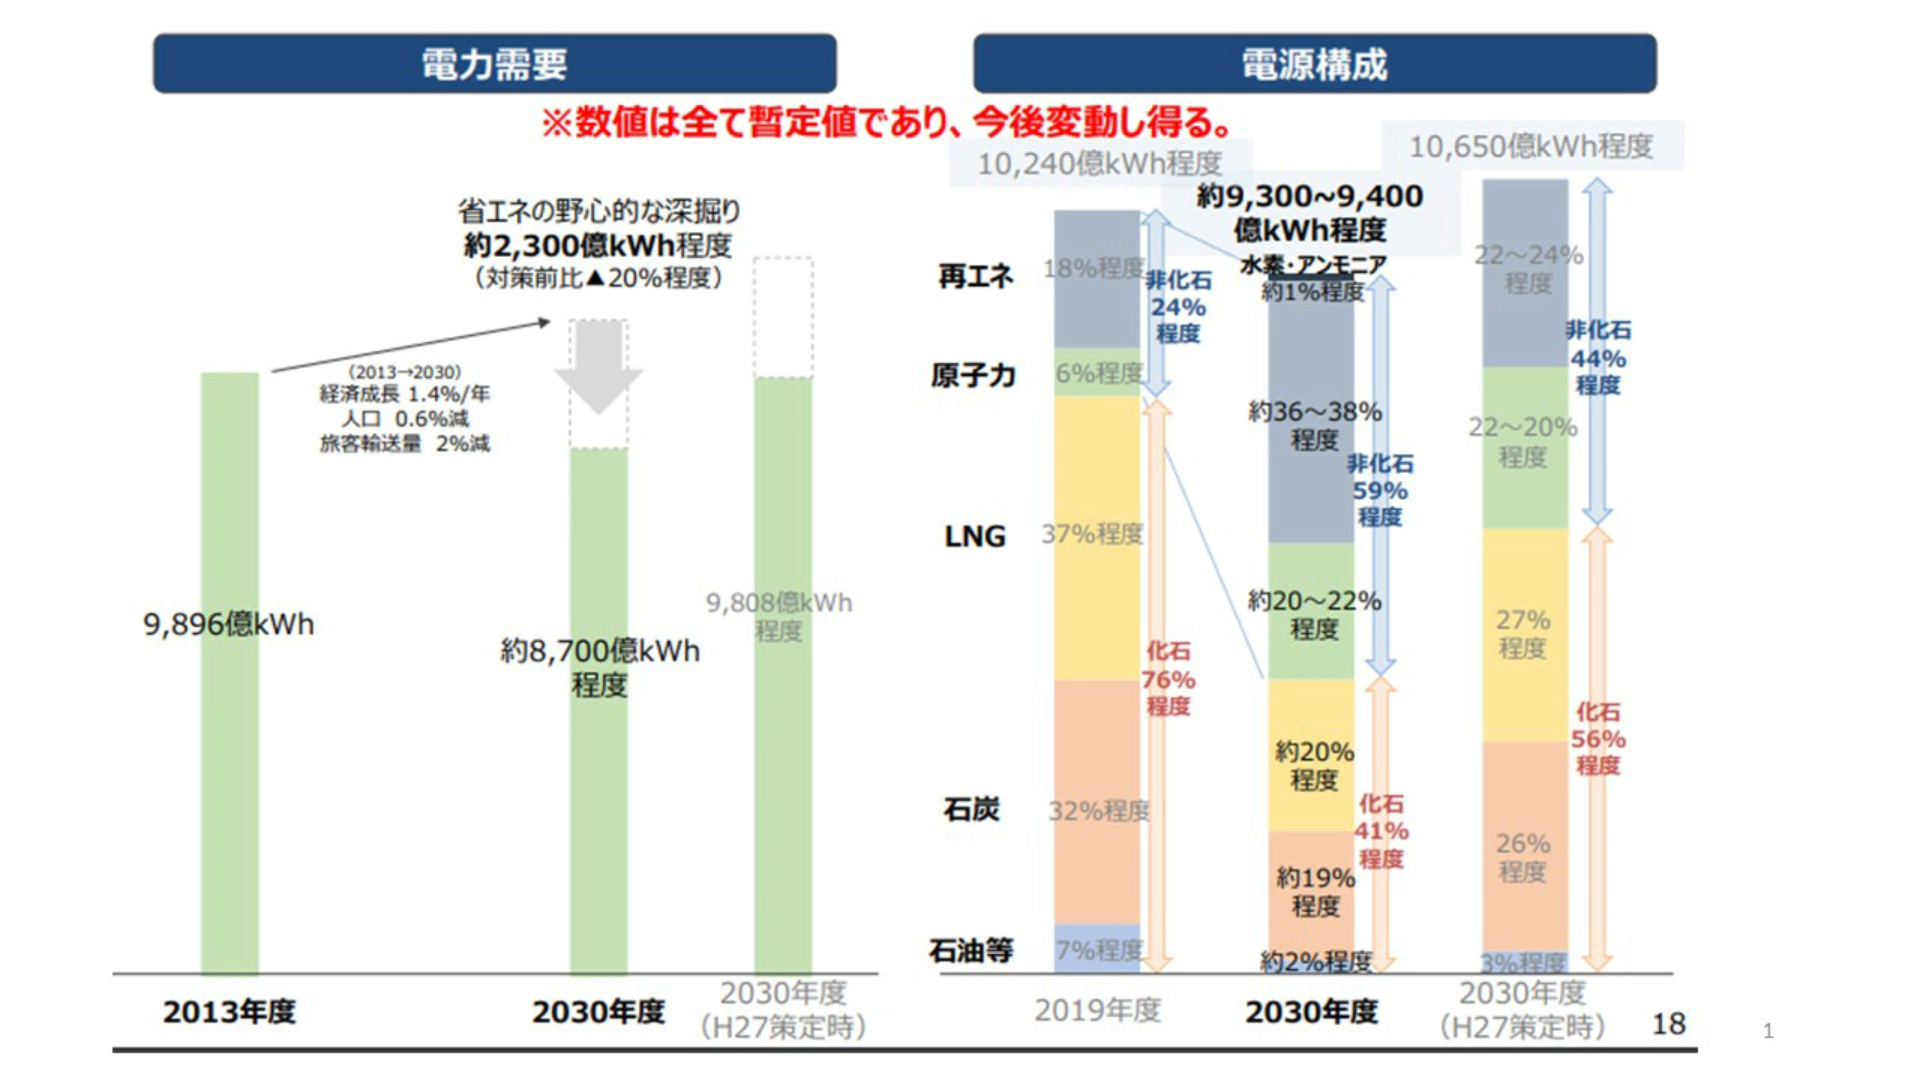 電力需要
電源構成
※数値は全て暫定値であり、今後変動し得る。
省エネの野心的な深掘り
約2,300億kWh程度
（対策前比▲20%程度）
（2013→2030）
経済成長 1.4%/年
人口 0.6%減
旅客輸送量 2%減
9,896億kWh
約8,700億kWh
程度
9,808億kWh
程度
2013年度
2030年度
2030年度
（H27策定時）
10,240億kWh程度
約9,300~9,400
億kWh程度
10,650億kWh程度
水素・アンモニア
約1%程度
再エネ
原子力
LNG
石炭
石油等
18%程度
6%程度
37%程度
32%程度
7%程度
非化石
24%
程度
化石
76%
程度
約36～38%
程度
約20～22%
程度
約20%
程度
約19%
程度
約2%程度
非化石
59%
程度
化石
41%
程度
22～24%
程度
22～20%
程度
27%
程度
26%
程度
3%程度
非化石
44%
程度
化石
56%
程度
2019年度
2030年度
2030年度
（H27策定時）
18
1